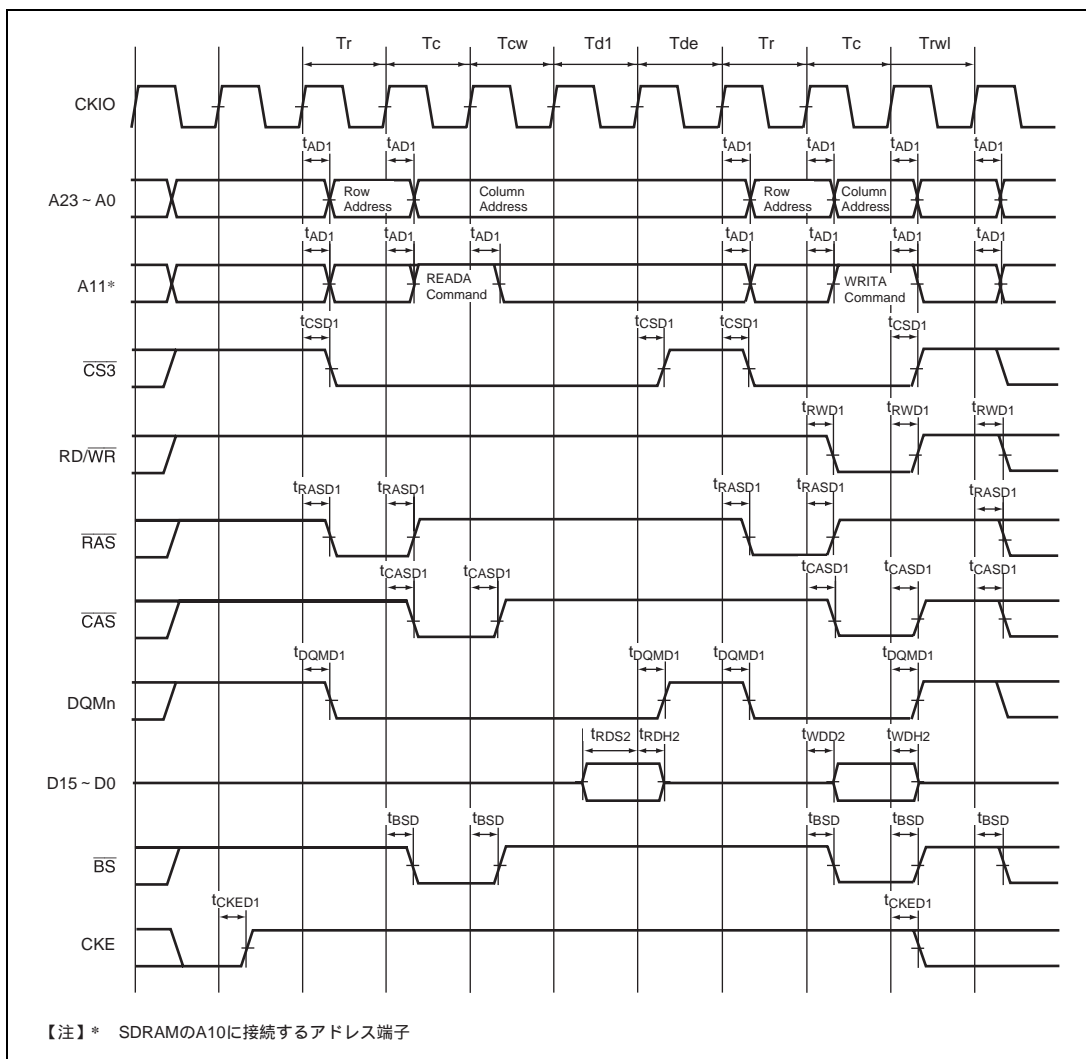 Tr Tc Tcw Td1 Tde Tr Tc Trwl
CKIO
tAD1 tAD1 tAD1 tAD1 tAD1 tAD1
A23 ~ A0
Row Address Column Address Row Address Column Address
tAD1 tAD1 tAD1 tAD1 tAD1 tAD1 tAD1
A11*
READA Command WRITA Command
tCSD1 tCSD1 tCSD1 tCSD1
CS3
tRWD1 tRWD1 tRWD1
RD/WR
tRASD1 tRASD1 tRASD1 tRASD1 tRASD1
RAS
tCASD1 tCASD1 tCASD1 tCASD1 tCASD1
CAS
tDQMD1 tDQMD1 tDQMD1 tDQMD1
DQMn
tRDS2 tRDH2 tWDD2 tWDH2
D15 ~ D0
tBSD tBSD tBSD tBSD tBSD
BS
tCKED1 tCKED1
CKE
【注】* SDRAMのA10に接続するアドレス端子